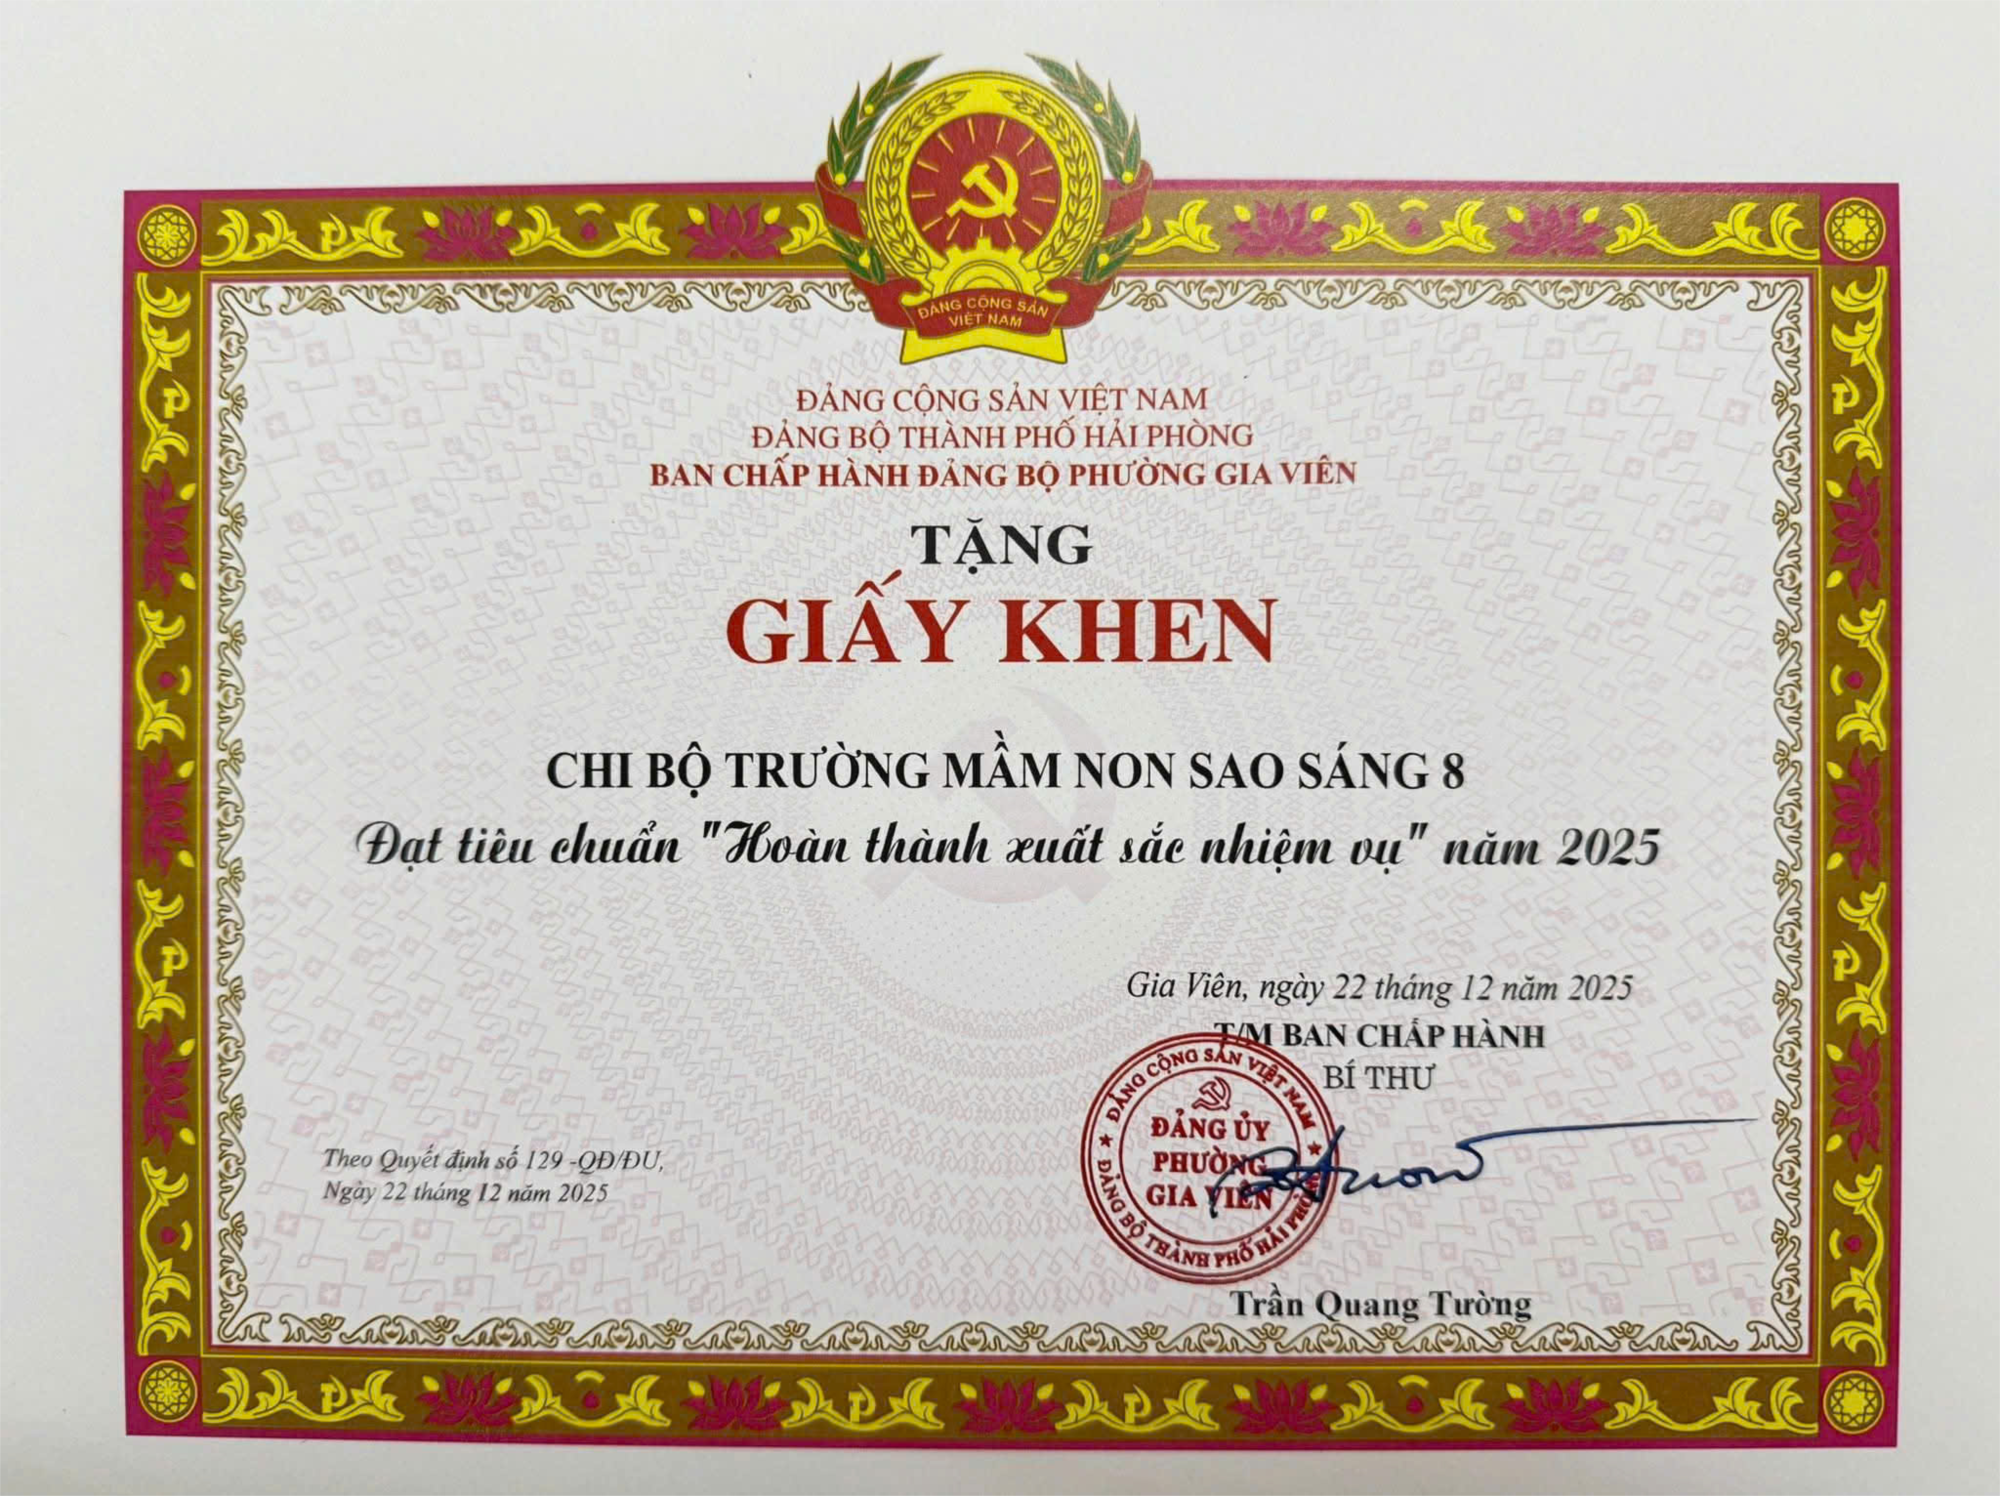 ĐẢNG CỘNG SẢN
VIỆT NAM
ĐẢNG CỘNG SẢN VIỆT NAM
ĐẢNG BỘ THÀNH PHỐ HẢI PHÒNG
BAN CHẤP HÀNH ĐẢNG BỘ PHƯỜNG GIA VIÊN
TẶNG
GIẤY KHEN
CHI BỘ TRƯỜNG MẦM NON SAO SÁNG 8
Đạt tiêu chuẩn "Hoàn thành xuất sắc nhiệm vụ" năm 2025
Gia Viên, ngày 22 tháng 12 năm 2025
T/M BAN CHẤP HÀNH
BÍ THƯ
ĐẢNG CỘNG SẢN VIỆT NAM
ĐẢNG ỦY
PHƯỜNG
GIA VIÊN
ĐẢNG BỘ THÀNH PHỐ HẢI PHÒNG
Theo Quyết định số 129 -QĐ/ĐU,
Ngày 22 tháng 12 năm 2025
Trần Quang Tường